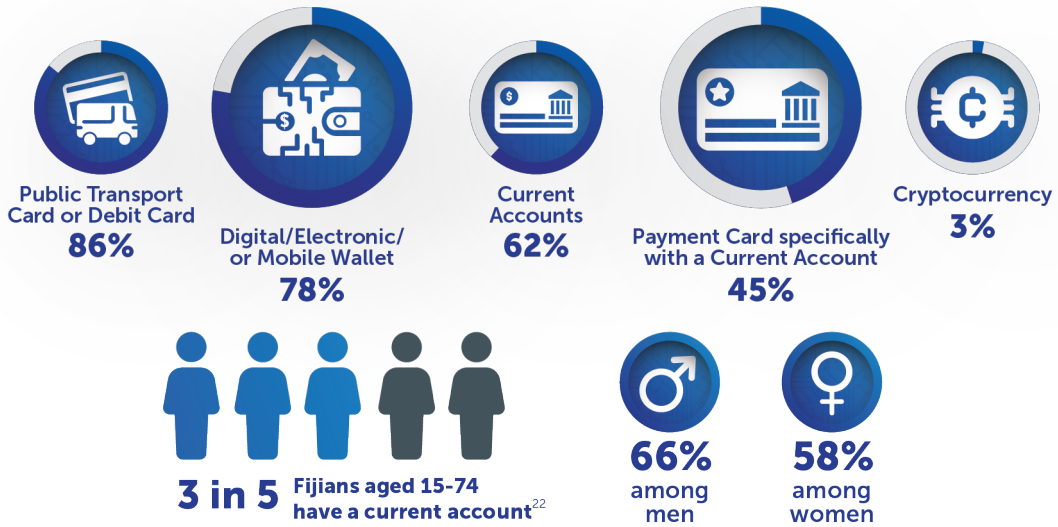 Public Transport
Card or Debit Card
86%
Digital/Electronic/
or Mobile Wallet
78%
Current
Accounts
62%
Payment Card specifically
with a Current Account
45%
Cryptocurrency
3%
3 in 5
Fijians aged 15-74
have a current account22
66%
among
men
58%
among
women